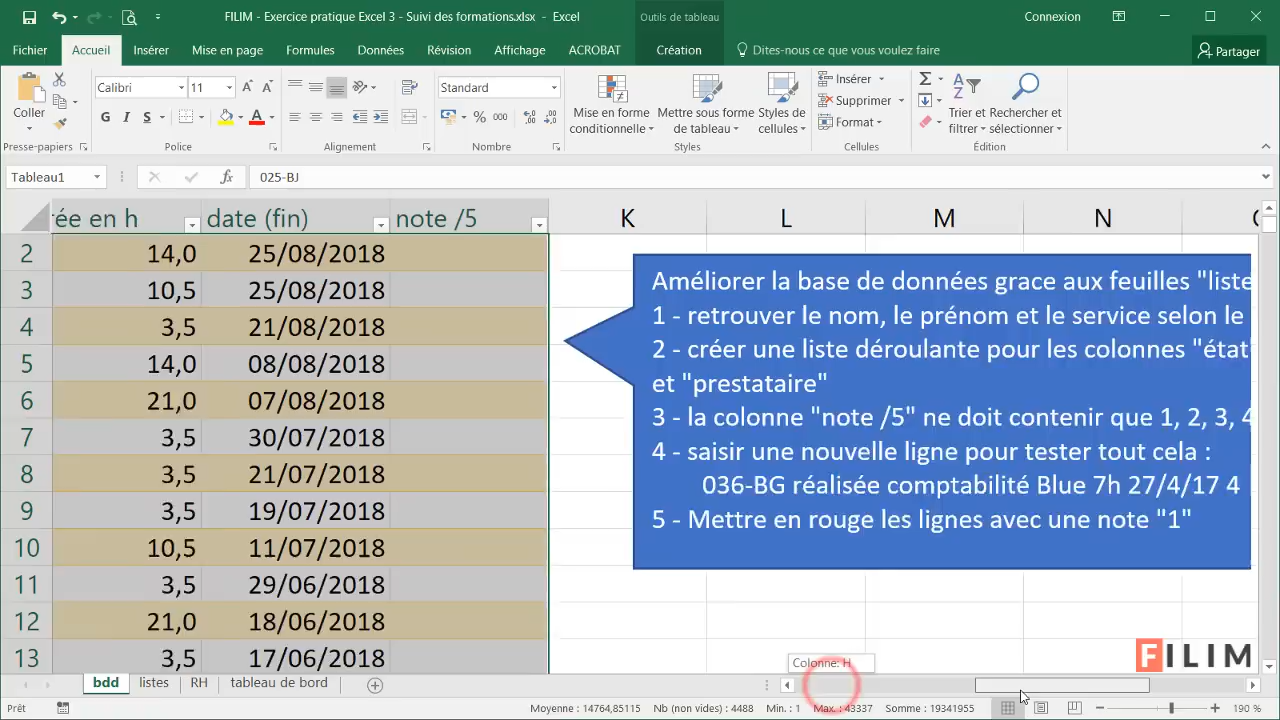 FILIM - Exercice pratique Excel 3 - Suivi des formations.xlsx - Excel
Outils de tableau
Connexion
Fichier Accueil Insérer Mise en page Formules Données Révision Affichage ACROBAT Création Dites-nous ce que vous voulez faire Partager
Coller
Calibri 11
G I S
Standard
% 000
Mise en forme conditionnelle
Mettre sous forme de tableau
Styles de cellules
Insérer
Supprimer
Format
Trier et filtrer
Rechercher et sélectionner
Presse-papiers Police Alignement Nombre Styles Cellules Édition
Tableau1 fx 025-BJ
rée en h date (fin) note /5 K L M N
2 14,0 25/08/2018
3 10,5 25/08/2018
4 3,5 21/08/2018
5 14,0 08/08/2018
6 21,0 07/08/2018
7 3,5 30/07/2018
8 3,5 21/07/2018
9 3,5 19/07/2018
10 10,5 11/07/2018
11 3,5 29/06/2018
12 21,0 18/06/2018
13 3,5 17/06/2018
Améliorer la base de données grace aux feuilles "liste
1 - retrouver le nom, le prénom et le service selon le
2 - créer une liste déroulante pour les colonnes "état"
et "prestataire"
3 - la colonne "note /5" ne doit contenir que 1, 2, 3, 4
4 - saisir une nouvelle ligne pour tester tout cela :
036-BG réalisée comptabilité Blue 7h 27/4/17 4
5 - Mettre en rouge les lignes avec une note "1"
FILIM
Colonne: H
bdd listes RH tableau de bord
Prêt Moyenne : 14764,85115 Nb (non vides) : 4488 Min. : 1 Max. : 43337 Somme : 19341955 190 %